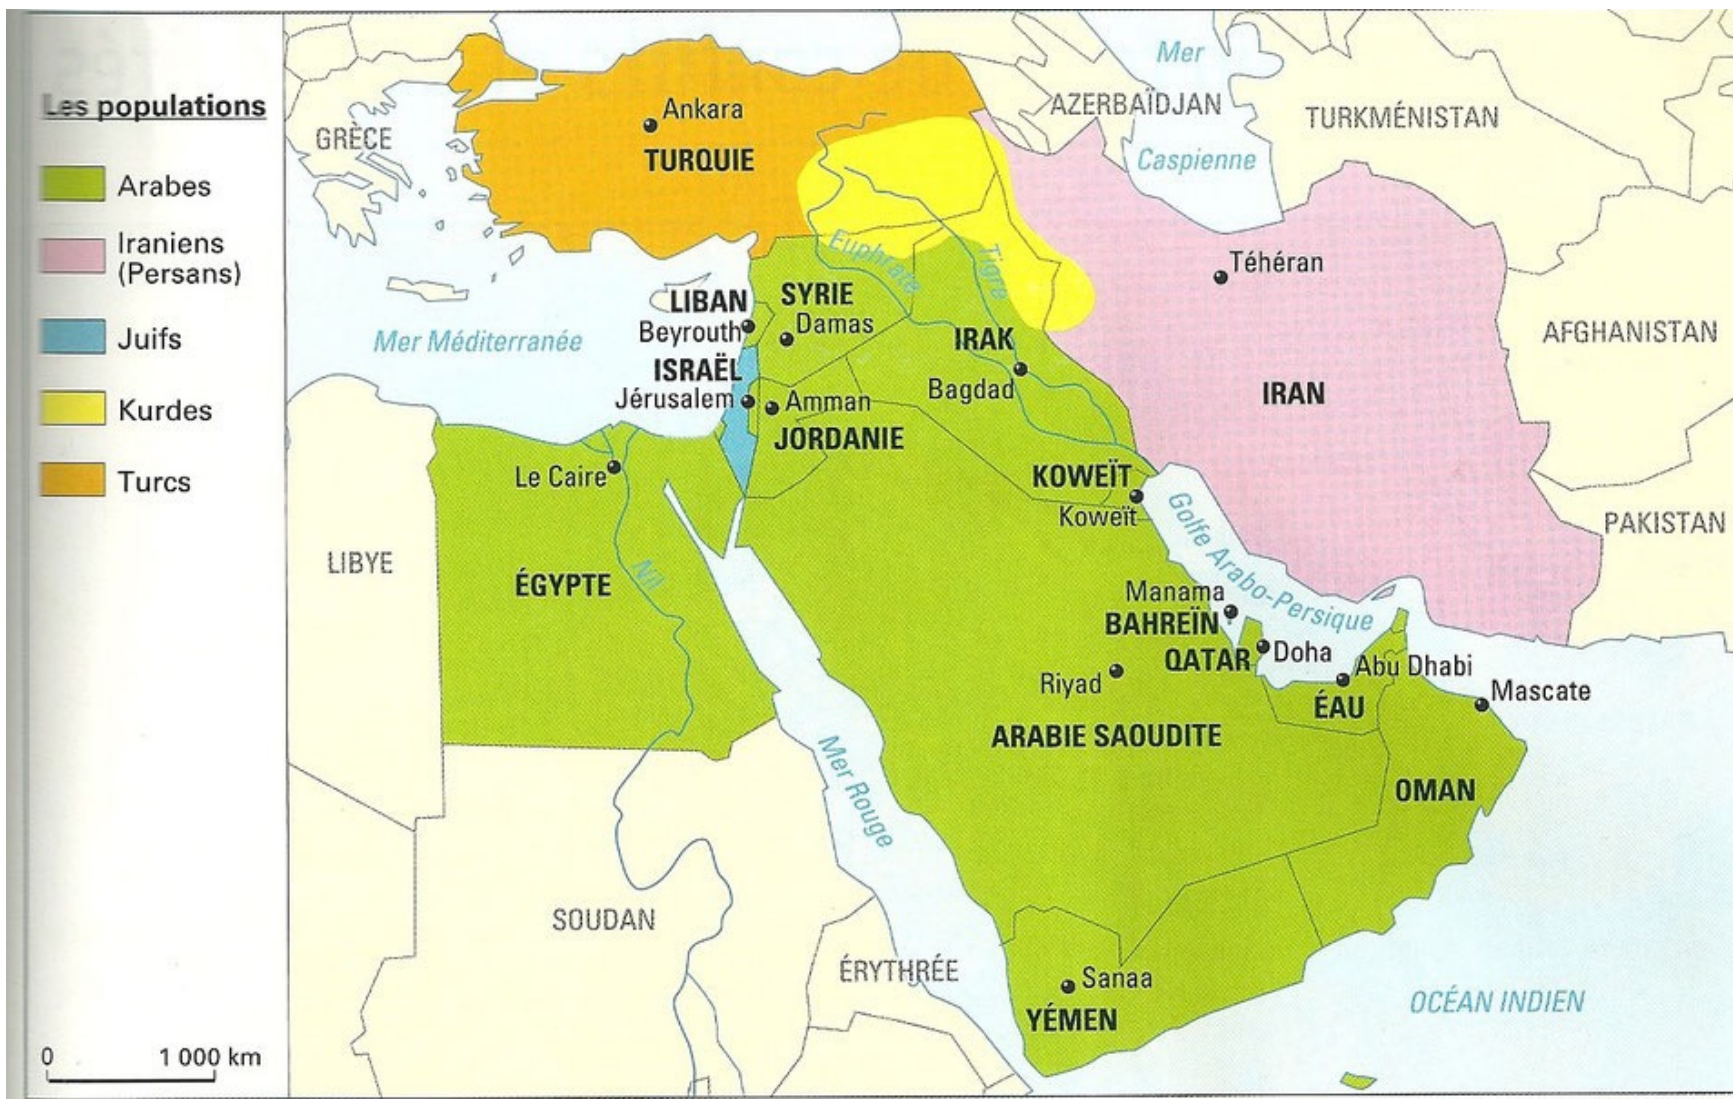 Les populations
Arabes
Iraniens
(Persans)
Juifs
Kurdes
Turcs
0 1 000 km
Mer
Caspienne
AZERBAÏDJAN
TURKMÉNISTAN
GRÈCE
Ankara
TURQUIE
Téhéran
Euphrate
Tigre
LIBAN
Beyrouth
SYRIE
Damas
Mer Méditerranée
AFGHANISTAN
IRAK
Bagdad
IRAN
ISRAËL
Jérusalem
Amman
JORDANIE
Le Caire
KOWEÏT
Koweït
PAKISTAN
LIBYE
ÉGYPTE
Nil
Golfe Arabo-Persique
Manama
BAHREÏN
QATAR
Doha
Abu Dhabi
Mascate
Riyad
ÉAU
ARABIE SAOUDITE
OMAN
Mer Rouge
SOUDAN
ÉRYTHRÉE
Sanaa
YÉMEN
OCÉAN INDIEN